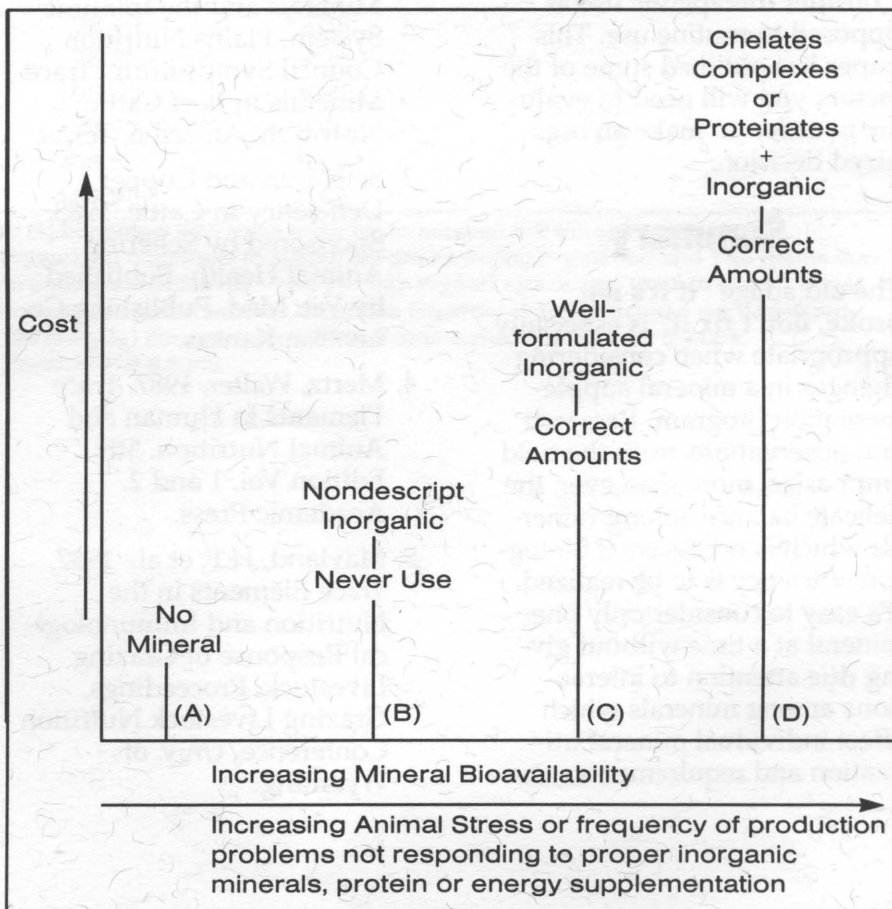 Chelates
Complexes
or
Proteinates
+
Inorganic
Correct
Amounts
Cost
Well-
formulated
Inorganic
Correct
Amounts
Nondescript
Inorganic
Never Use
No
Mineral
(A)
(B)
(C)
(D)
Increasing Mineral Bioavailability
Increasing Animal Stress or frequency of production
problems not responding to proper inorganic
minerals, protein or energy supplementation